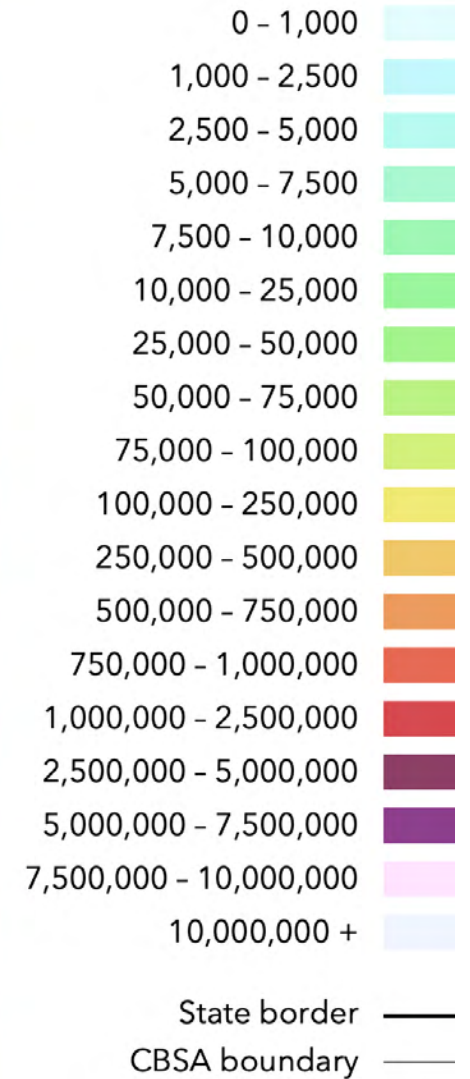 0 – 1,000
1,000 – 2,500
2,500 – 5,000
5,000 – 7,500
7,500 – 10,000
10,000 – 25,000
25,000 – 50,000
50,000 – 75,000
75,000 – 100,000
100,000 – 250,000
250,000 – 500,000
500,000 – 750,000
750,000 – 1,000,000
1,000,000 – 2,500,000
2,500,000 – 5,000,000
5,000,000 – 7,500,000
7,500,000 – 10,000,000
10,000,000 +
State border
CBSA boundary